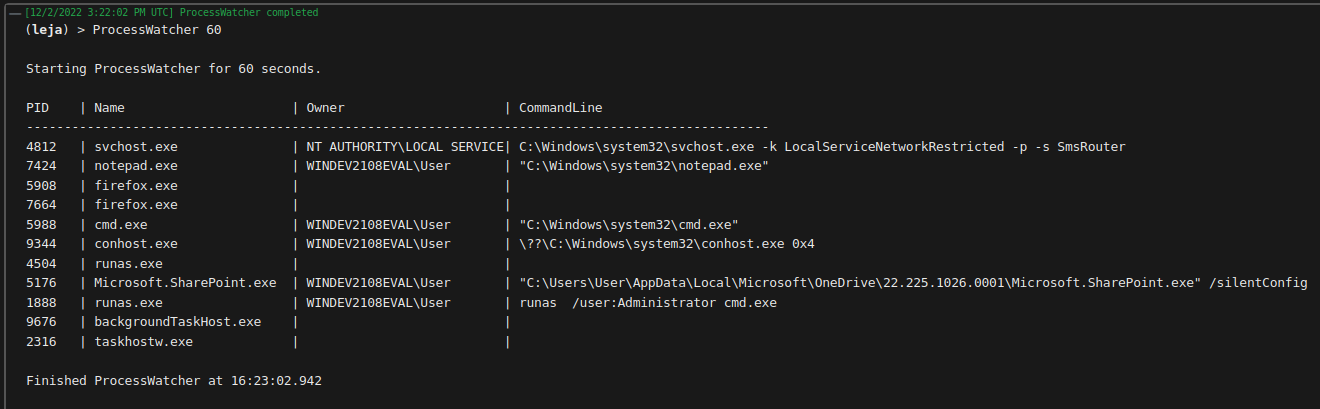 [12/2/2022 3:22:02 PM UTC] ProcessWatcher completed
(leja) > ProcessWatcher 60
Starting ProcessWatcher for 60 seconds.
PID   | Name                      | Owner                     | CommandLine
-------------------------------------------------------------------------------------------------
4812   | svchost.exe               | NT AUTHORITY\LOCAL SERVICE| C:\Windows\system32\svchost.exe -k LocalServiceNetworkRestricted -p -s SmsRouter
7424   | notepad.exe               | WINDEV2108EVAL\User       | "C:\Windows\system32\notepad.exe"
5908   | firefox.exe               |                           |
7664   | firefox.exe               |                           |
5988   | cmd.exe                   | WINDEV2108EVAL\User       | "C:\Windows\system32\cmd.exe"
9344   | conhost.exe               | WINDEV2108EVAL\User       | \??\C:\Windows\system32\conhost.exe 0x4
4504   | runas.exe                 |                           |
5176   | Microsoft.SharePoint.exe  | WINDEV2108EVAL\User       | "C:\Users\User\AppData\Local\Microsoft\OneDrive\22.225.1026.0001\Microsoft.SharePoint.exe" /silentConfig
1888   | runas.exe                 | WINDEV2108EVAL\User       | runas  /user:Administrator cmd.exe
9676   | backgroundTaskHost.exe    |                           |
2316   | taskhostw.exe             |                           |
Finished ProcessWatcher at 16:23:02.942